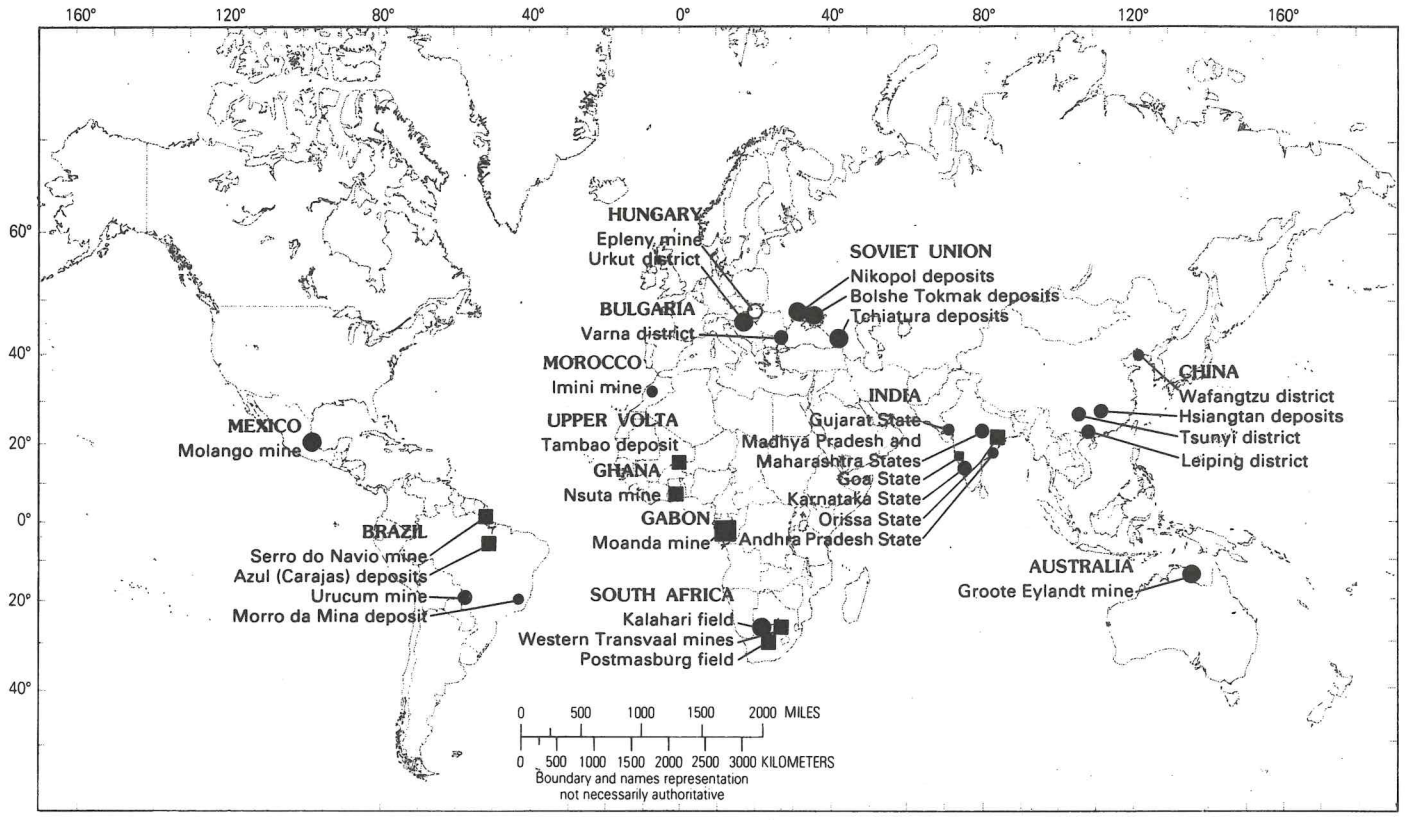 160° 120° 80° 40° 0° 40° 80° 120° 160°
60°
40°
20°
0°
20°
40°
HUNGARY
Epleny mine
Urkut district
BULGARIA
Varna district
SOVIET UNION
Nikopol deposits
Bolshe Tokmak deposits
Tchiatura deposits
MOROCCO
Imini mine
UPPER VOLTA
Tambao deposit
GHANA
Nsuta mine
GABON
Moanda mine
INDIA
Gujarat State
Madhya Pradesh and
Maharashtra States
Goa State
Karnataka State
Orissa State
Andhra Pradesh State
CHINA
Wafangtzu district
Hsiangtan deposits
Tsunyi district
Leiping district
MEXICO
Molango mine
BRAZIL
Serro do Navio mine
Azul (Carajas) deposits
Urucum mine
Morro da Mina deposit
SOUTH AFRICA
Kalahari field
Western Transvaal mines
Postmasburg field
AUSTRALIA
Groote Eylandt mine
0 500 1000 1500 2000 MILES
0 500 1000 1500 2000 2500 3000 KILOMETERS
Boundary and names representation
not necessarily authoritative